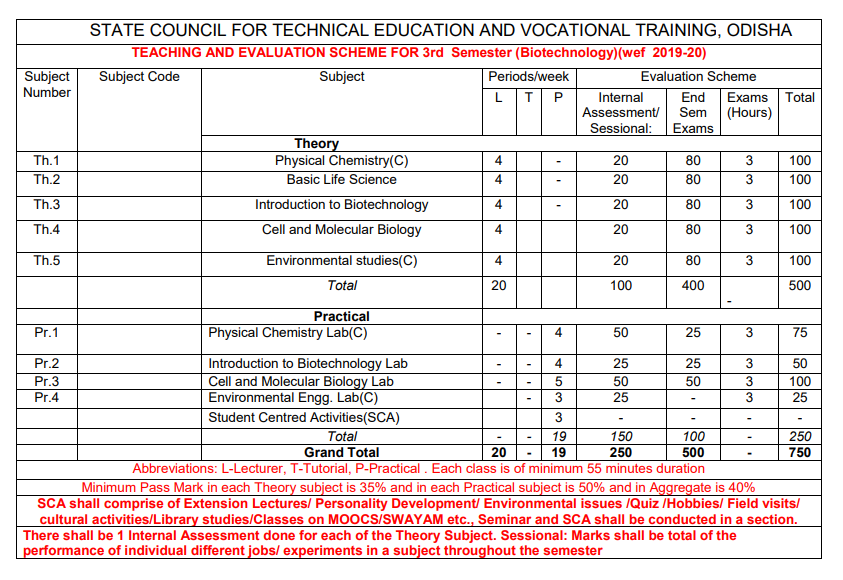 STATE COUNCIL FOR TECHNICAL EDUCATION AND VOCATIONAL TRAINING, ODISHA
TEACHING AND EVALUATION SCHEME FOR 3rd Semester (Biotechnology)(wef 2019-20)
Subject Number Subject Code Subject Periods/week Evaluation Scheme
L T P Internal Assessment/ Sessional: End Sem Exams Exams (Hours) Total
Theory
Th.1 Physical Chemistry(C) 4 - 20 80 3 100
Th.2 Basic Life Science 4 - 20 80 3 100
Th.3 Introduction to Biotechnology 4 - 20 80 3 100
Th.4 Cell and Molecular Biology 4 20 80 3 100
Th.5 Environmental studies(C) 4 20 80 3 100
Total 20 100 400 - 500
Practical
Pr.1 Physical Chemistry Lab(C) - - 4 50 25 3 75
Pr.2 Introduction to Biotechnology Lab - - 4 25 25 3 50
Pr.3 Cell and Molecular Biology Lab - - 5 50 50 3 100
Pr.4 Environmental Engg. Lab(C) - 3 25 - 3 25
Student Centred Activities(SCA) 3 - - - -
Total - - 19 150 100 - 250
Grand Total 20 - 19 250 500 - 750
Abbreviations: L-Lecturer, T-Tutorial, P-Practical . Each class is of minimum 55 minutes duration
Minimum Pass Mark in each Theory subject is 35% and in each Practical subject is 50% and in Aggregate is 40%
SCA shall comprise of Extension Lectures/ Personality Development/ Environmental issues /Quiz /Hobbies/ Field visits/
cultural activities/Library studies/Classes on MOOCS/SWAYAM etc., Seminar and SCA shall be conducted in a section.
There shall be 1 Internal Assessment done for each of the Theory Subject. Sessional: Marks shall be total of the
performance of individual different jobs/ experiments in a subject throughout the semester